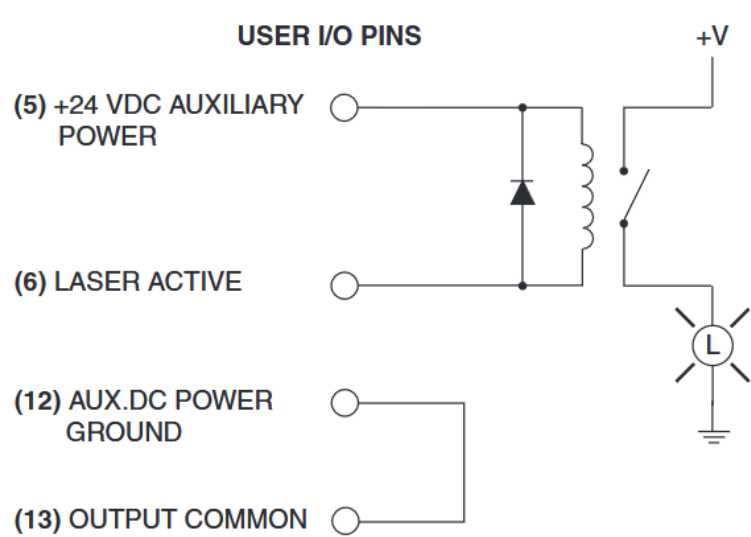 USER I/O PINS
+V
(5) +24 VDC AUXILIARY
POWER
(6) LASER ACTIVE
L
(12) AUX.DC POWER
GROUND
(13) OUTPUT COMMON